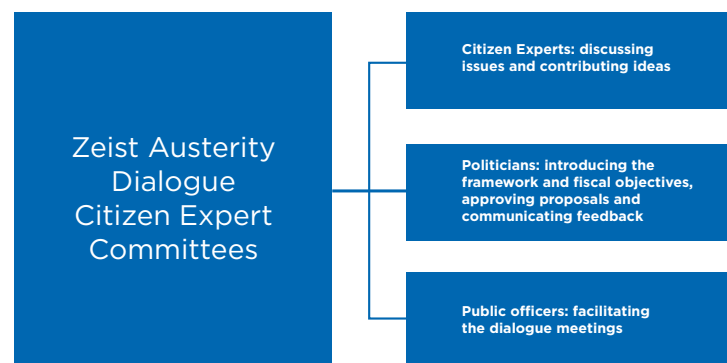 Zeist Austerity
Dialogue
Citizen Expert
Committees
Citizen Experts: discussing
issues and contributing ideas
Politicians: introducing the
framework and fiscal objectives,
approving proposals and
communicating feedback
Public officers: facilitating
the dialogue meetings